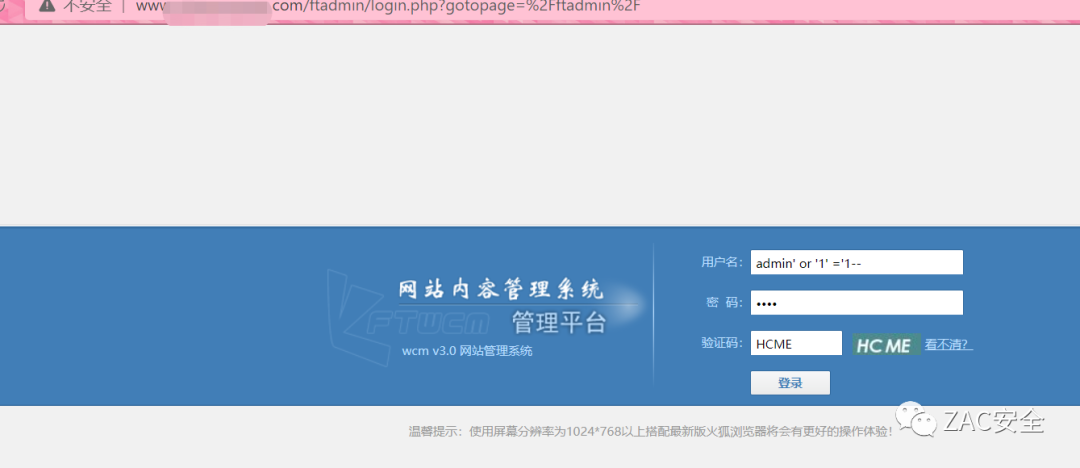 不安全 | www
com/ftadmin/login.php?gotopage=%2Fftadmin%2F
用户名: admin' or '1' ='1--
网站内容管理系统
密 码: ••••
FTWCM 管理平台
验证码: HCME HCME 看不清?
wcm v3.0 网站管理系统
登录
温馨提示: 使用屏幕分辨率为1024*768以上搭配最新版火狐浏览器将会有更好的操作体验!
ZAC安全